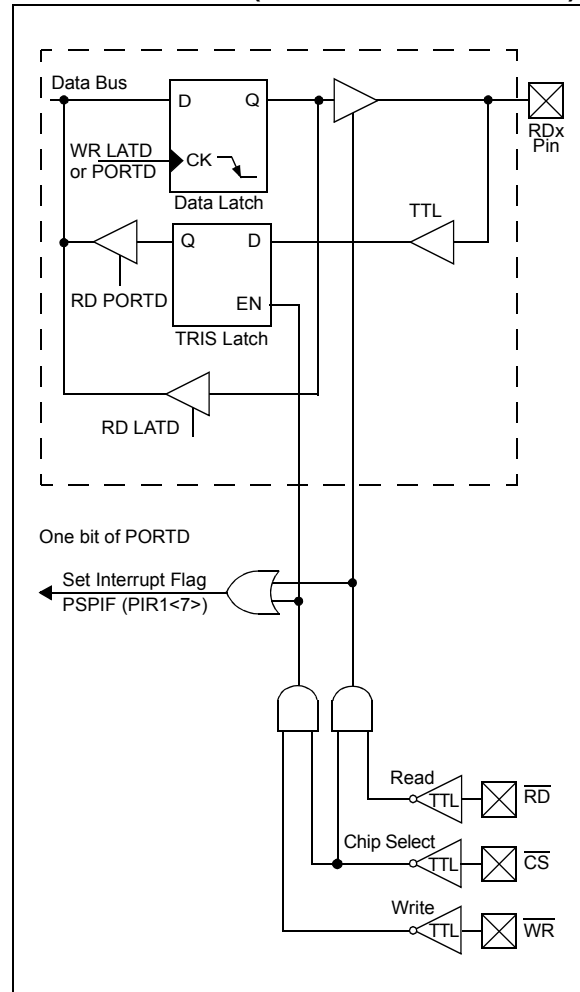 Data Bus
D Q
RDx
Pin
WR LATD
or PORTD
CK
Data Latch
TTL
Q D
RD PORTD
EN
TRIS Latch
RD LATD
One bit of PORTD
Set Interrupt Flag
PSPIF (PIR1<7>)
Read
TTL
RD
Chip Select
TTL
CS
Write
TTL
WR